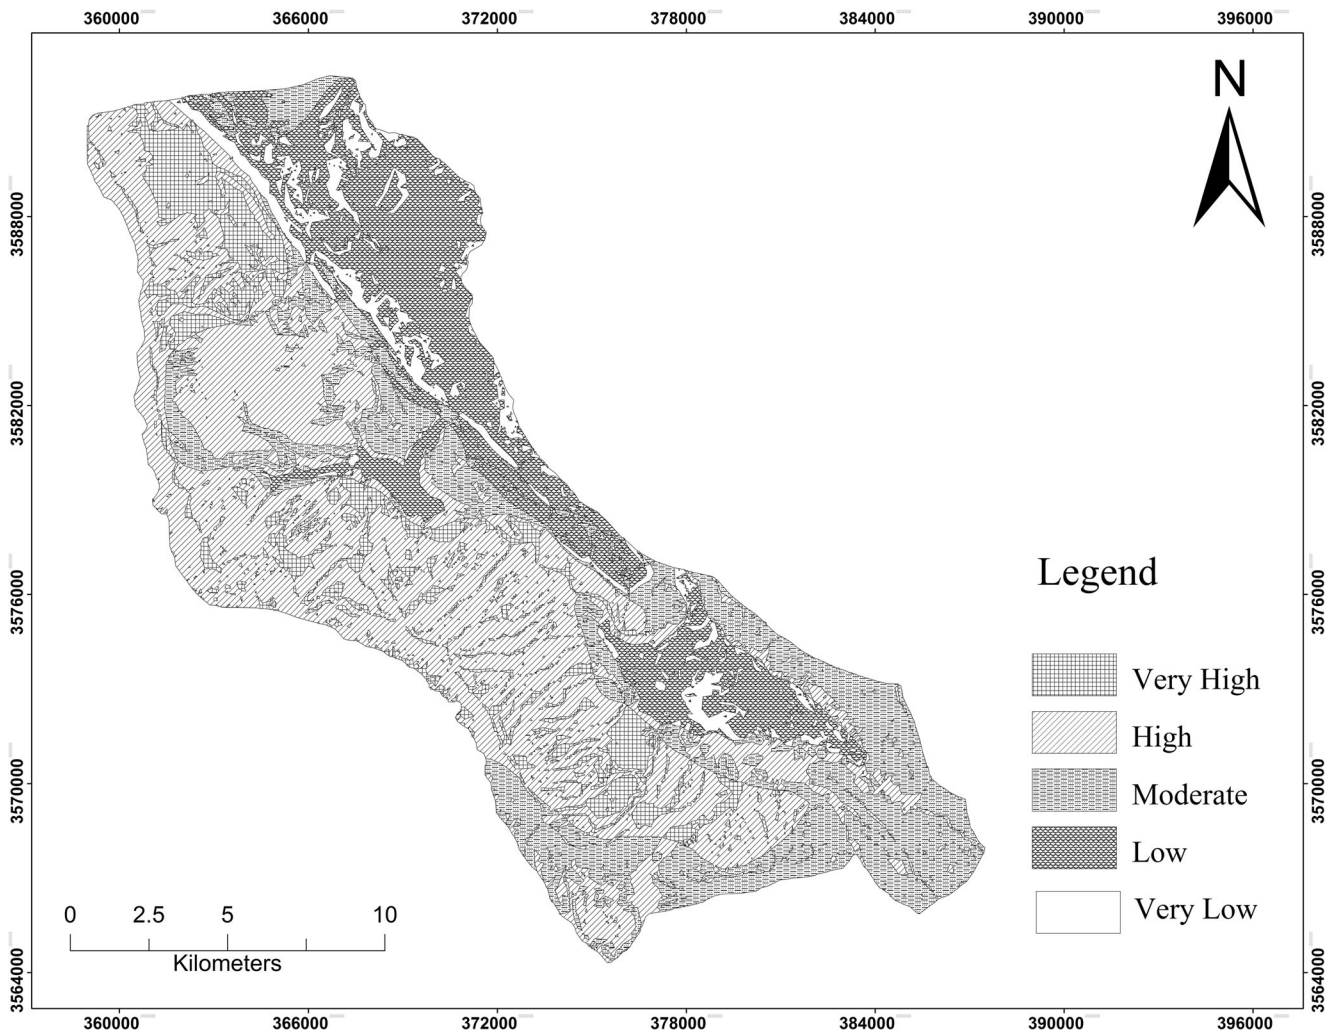 360000 366000 372000 378000 384000 390000 396000
N
3588000 3588000
3582000 3582000
3576000 3576000
3570000 3570000
3564000 3564000
Legend
Very High
High
Moderate
Low
Very Low
0 2.5 5 10
Kilometers
360000 366000 372000 378000 384000 390000 396000